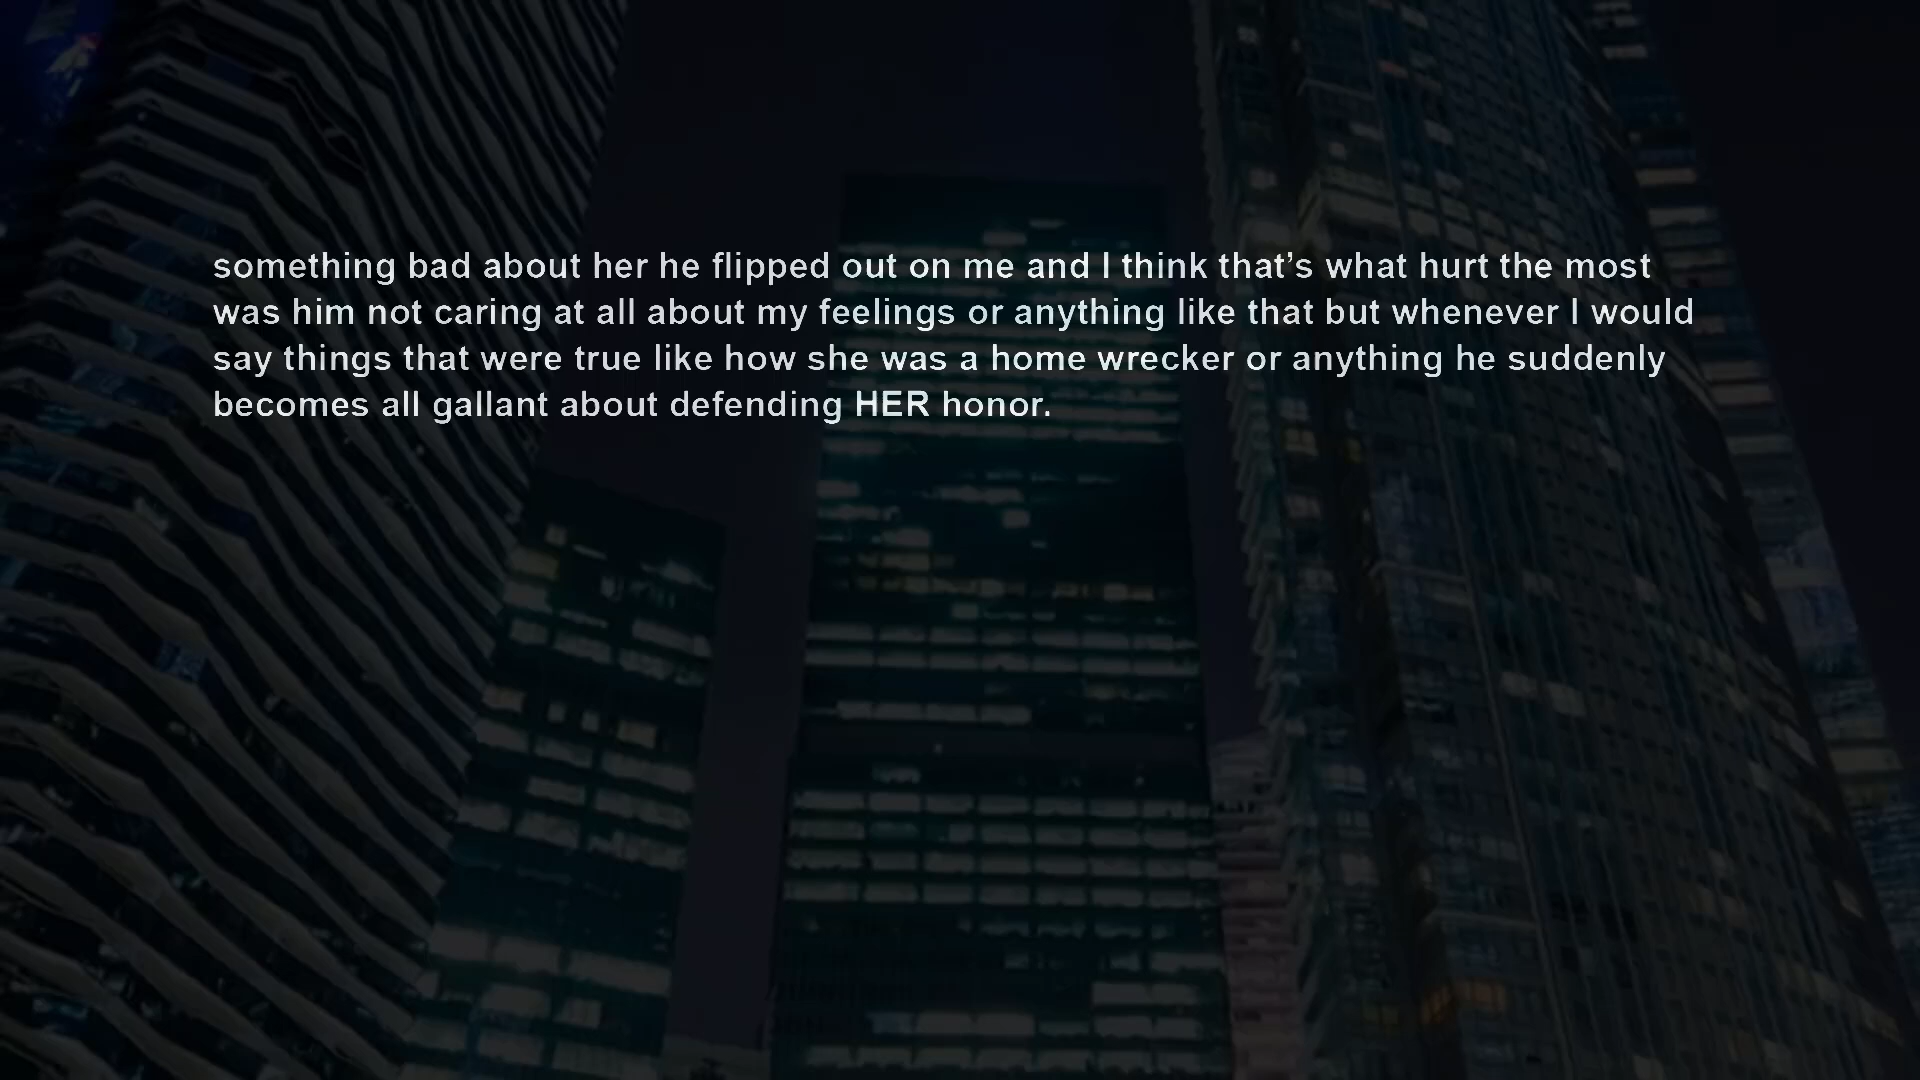 something bad about her he flipped out on me and I think that’s what hurt the most
was him not caring at all about my feelings or anything like that but whenever I would
say things that were true like how she was a home wrecker or anything he suddenly
becomes all gallant about defending HER honor.